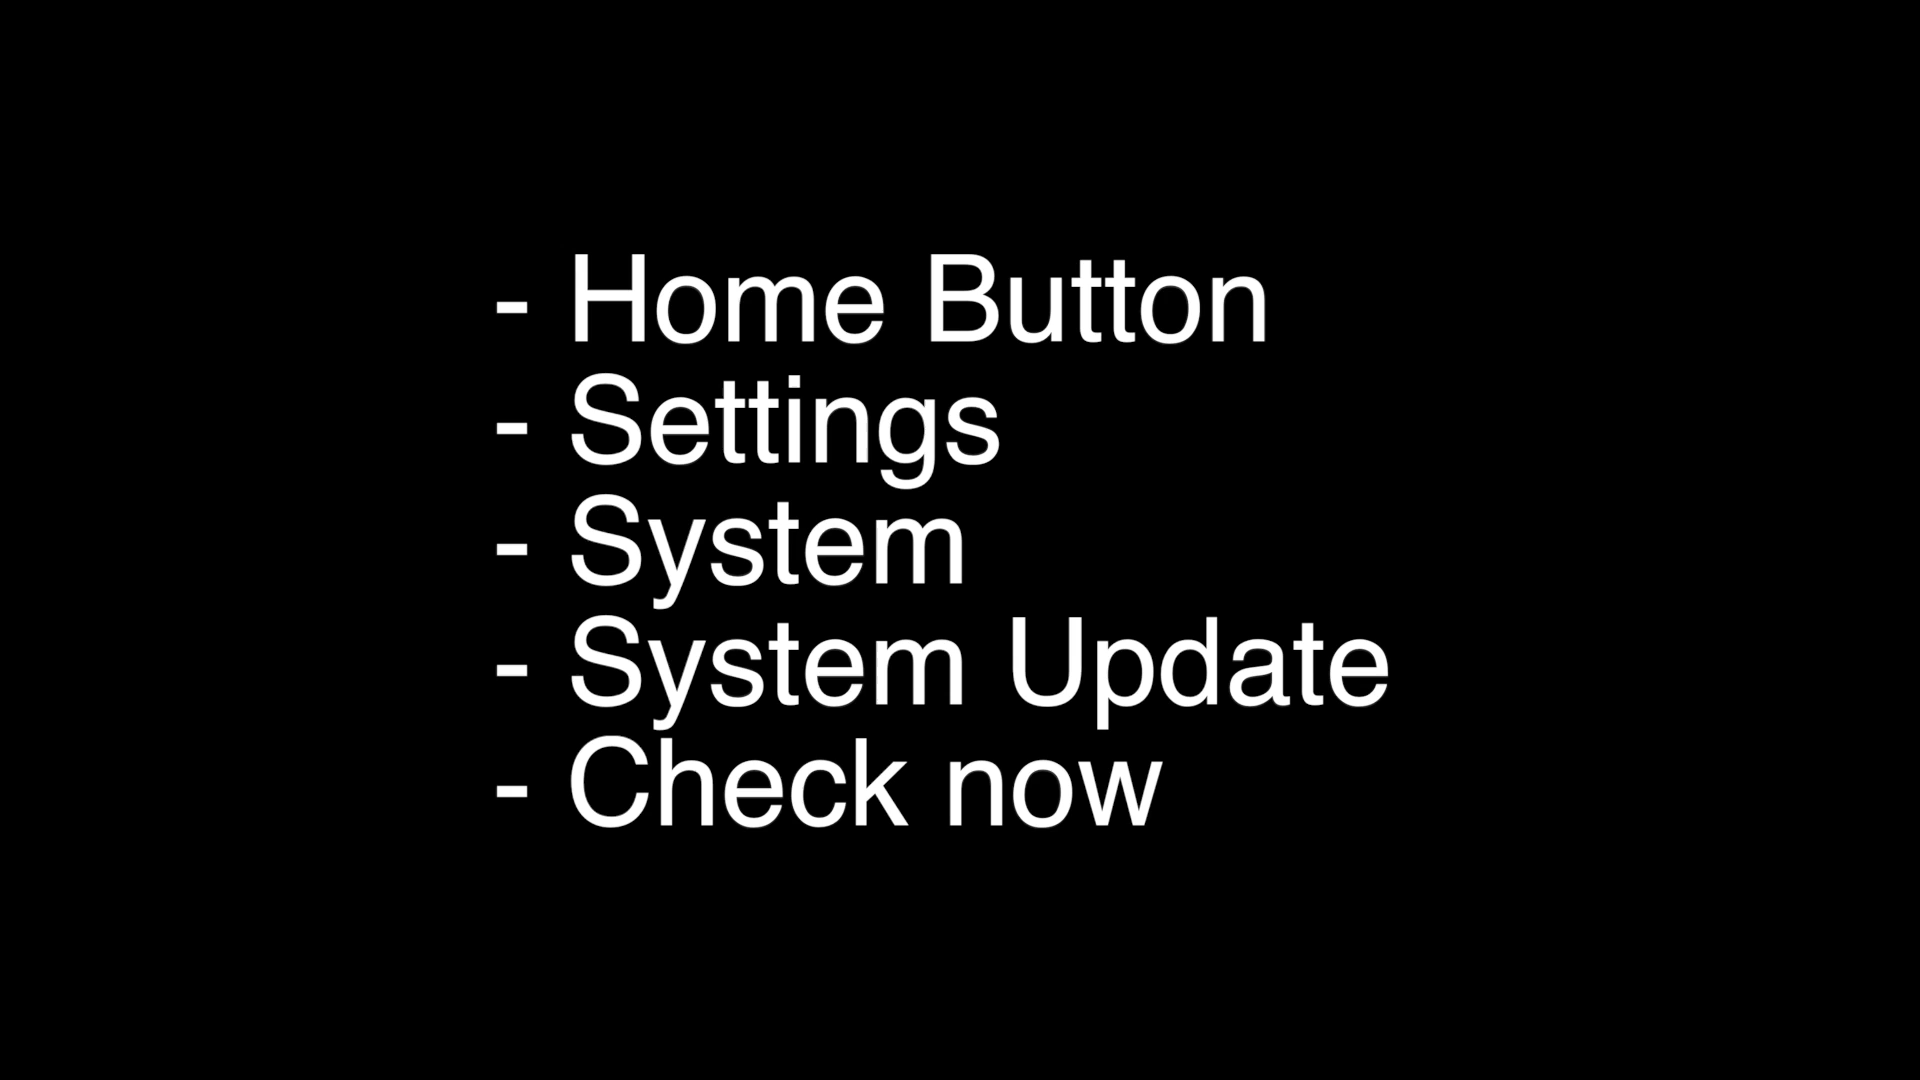 - Home Button
- Settings
- System
- System Update
- Check now